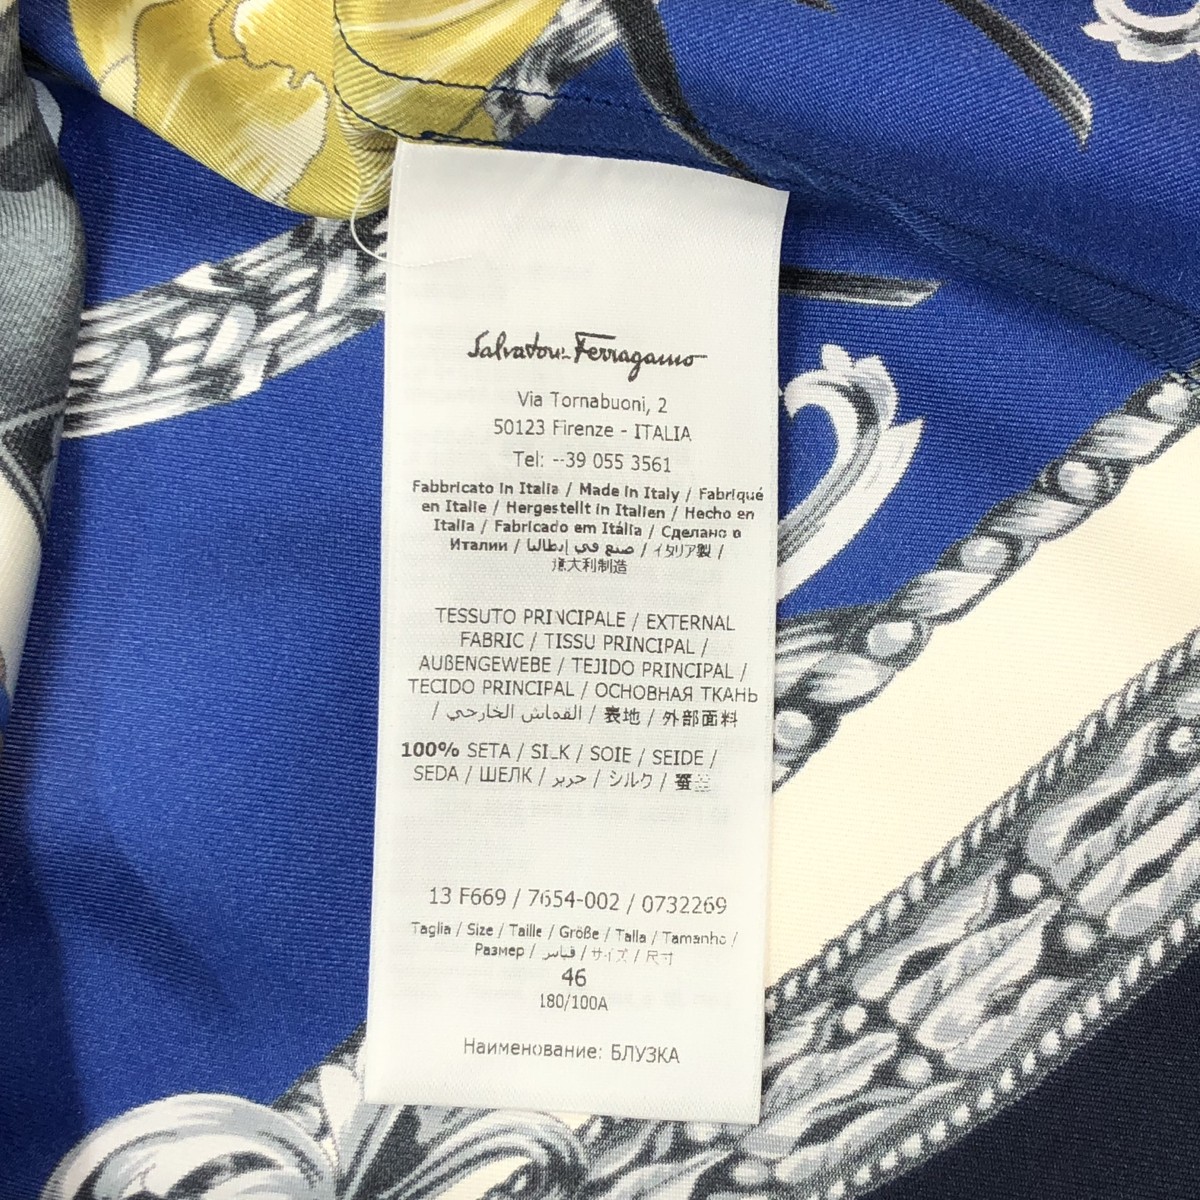 Salvatore Ferragamo
Via Tornabuoni, 2
50123 Firenze - ITALIA
Tel: +39 055 3561
Fabbricato in Italia / Made in Italy / Fabriqué
en Italie / Hergestellt in Italien / Hecho en
Italia / Fabricado em Itália / Сделано в
Италии / صنع في إيطاليا / イタリア製 /
意大利制造
TESSUTO PRINCIPALE / EXTERNAL
FABRIC / TISSU PRINCIPAL /
AUßENGEWEBE / TEJIDO PRINCIPAL /
TECIDO PRINCIPAL / ОСНОВНАЯ ТКАНЬ
/ القماش الخارجي / 表地 / 外部面料
100% SETA / SILK / SOIE / SEIDE /
SEDA / ШЕЛК / حرير / シルク /
13 F669 / 7654-002 / 0732269
Taglia / Size / Taille / Größe / Talla / Tamanho /
Размер / قياس / サイズ / 尺寸
46
180/100A
Наименование: БЛУЗКА